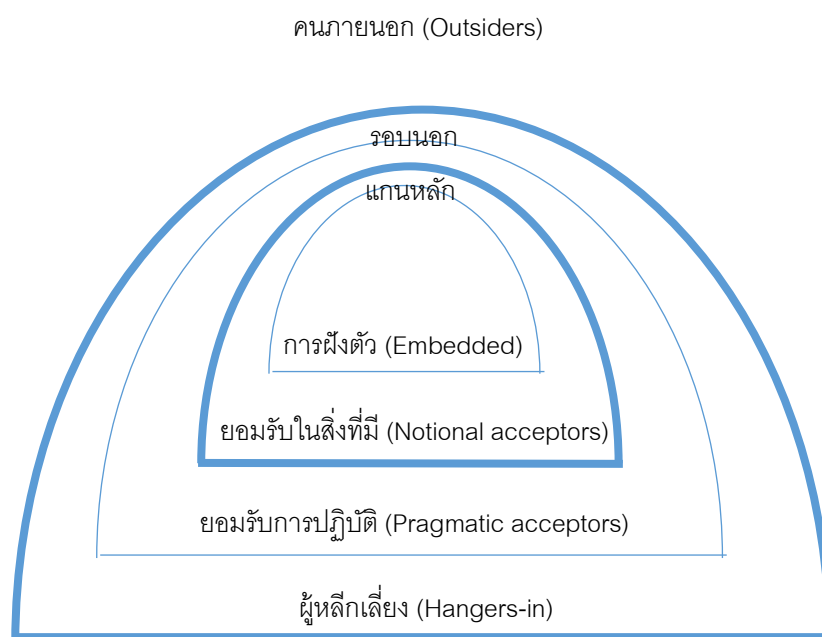 คนภายนอก (Outsiders)
รอบนอก
แกนหลัก
การฝังตัว (Embedded)
ยอมรับในสิ่งที่มี (Notional acceptors)
ยอมรับการปฏิบัติ (Pragmatic acceptors)
ผู้หลีกเลี่ยง (Hangers-in)